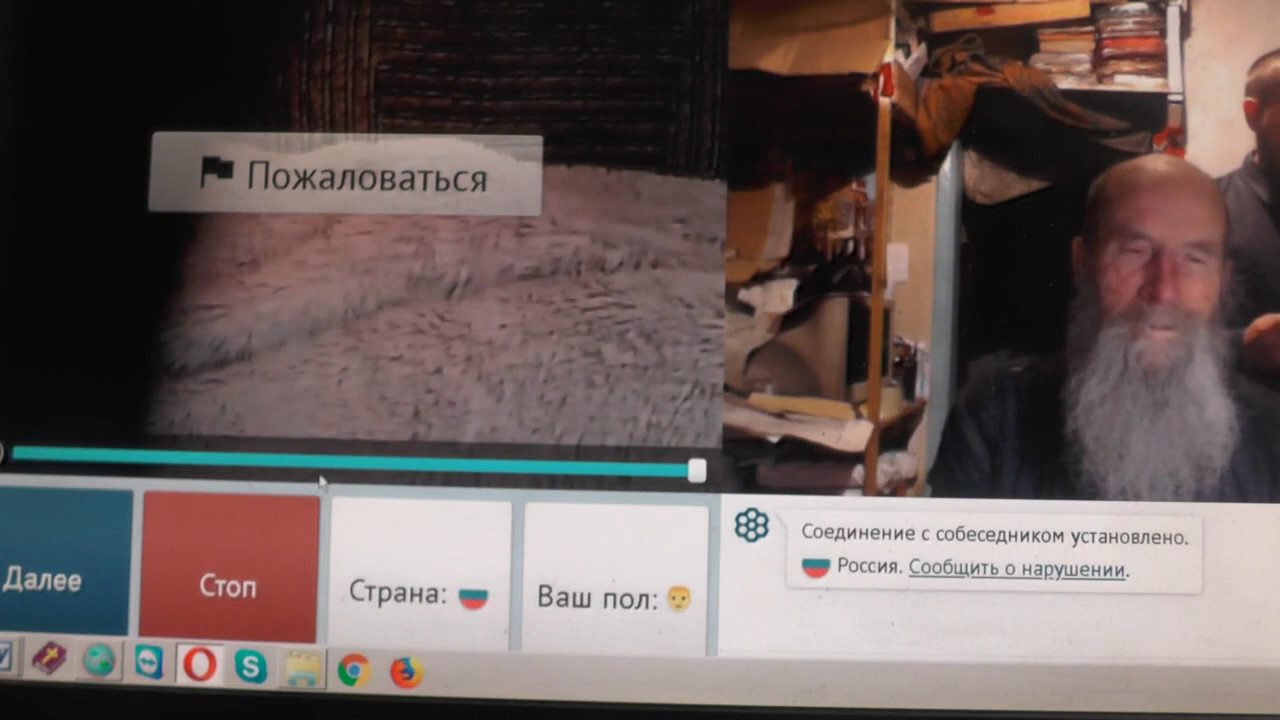 Пожаловаться
Далее
Стоп
Страна:
Ваш пол:
Соединение с собеседником установлено.
Россия. Сообщить о нарушении.
S